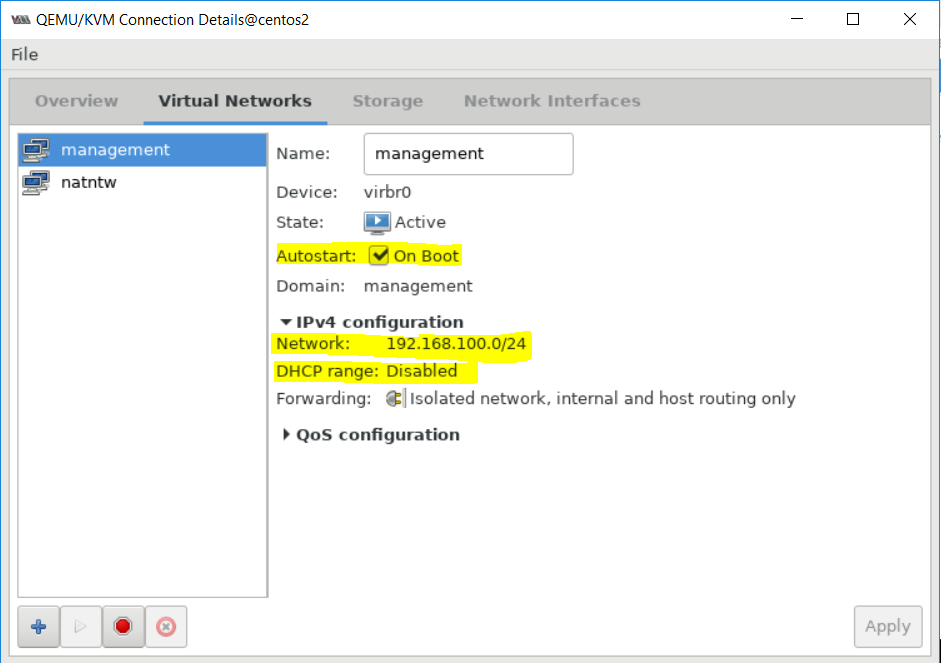 QEMU/KVM Connection Details@centos2
File
Overview Virtual Networks Storage Network Interfaces
management
natntw
Name: management
Device: virbr0
State: Active
Autostart: On Boot
Domain: management
IPv4 configuration
Network: 192.168.100.0/24
DHCP range: Disabled
Forwarding: Isolated network, internal and host routing only
QoS configuration
Apply